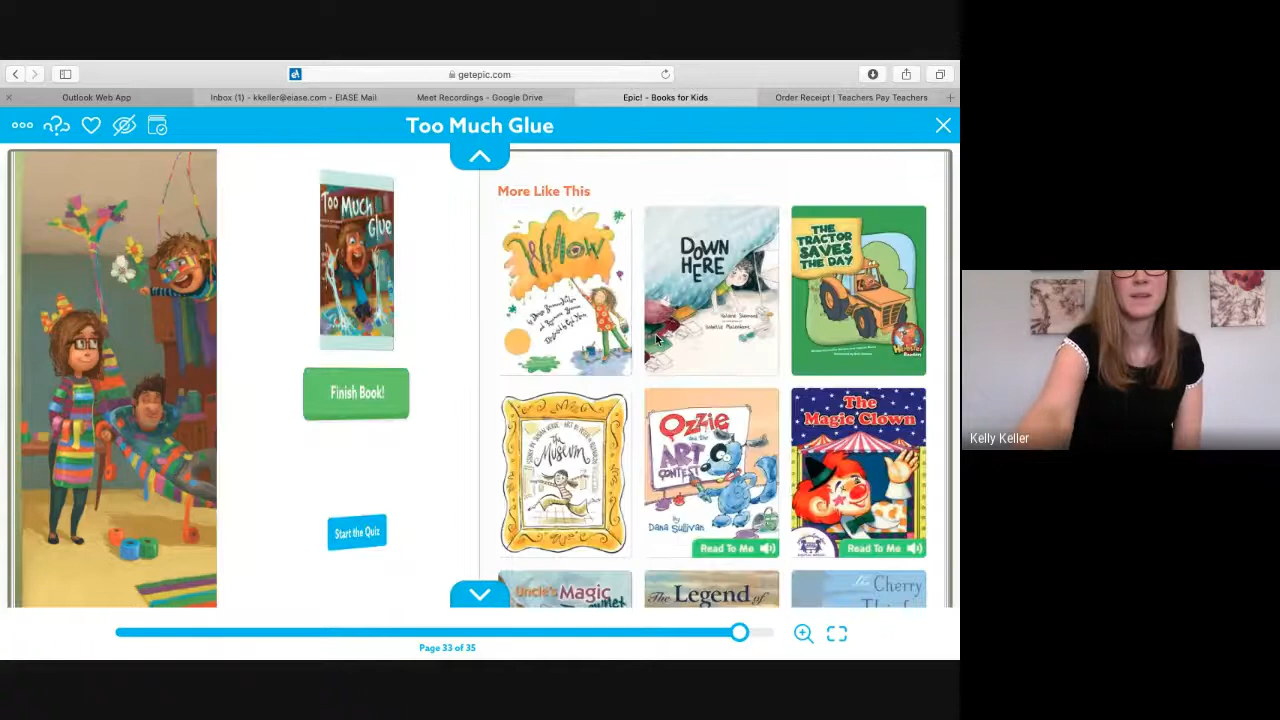 getepic.com
Outlook Web App
Inbox (1) - kkeller@eiase.com - EIASE Mail
Meet Recordings - Google Drive
Epic! - Books for Kids
Order Receipt | Teachers Pay Teachers
Too Much Glue
Too Much
Glue
Finish Book!
Start the Quiz
More Like This
Willow
DOWN
HERE
THE
TRACTOR
SAVES
THE DAY
The
Museum
Ozzie
and the
ART
CONTEST
by
Dana Sullivan
Read To Me
The
Magic Clown
Read To Me
Uncle's Magic
The Legend of
The Cherry
Page 33 of 35
Kelly Keller